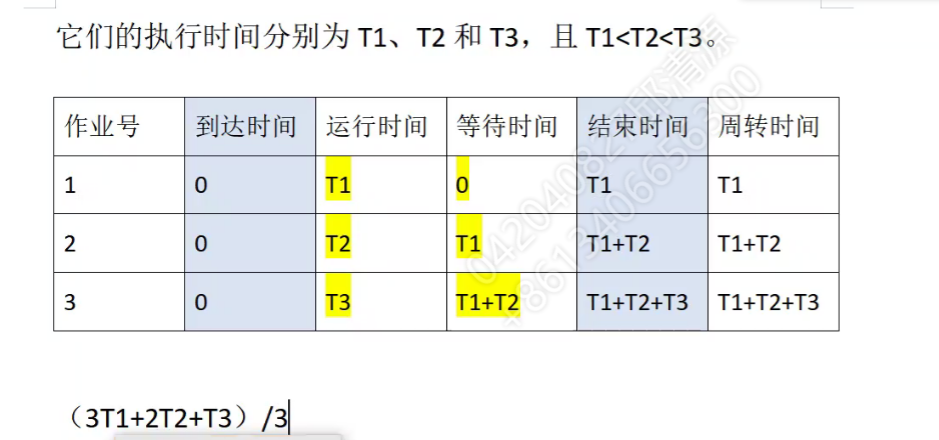 它们的执行时间分别为 T1、T2 和 T3，且 T1<T2<T3。
作业号 到达时间 运行时间 等待时间 结束时间 周转时间
1 0 T1 0 T1 T1
2 0 T2 T1 T1+T2 T1+T2
3 0 T3 T1+T2 T1+T2+T3 T1+T2+T3
（3T1+2T2+T3）/3